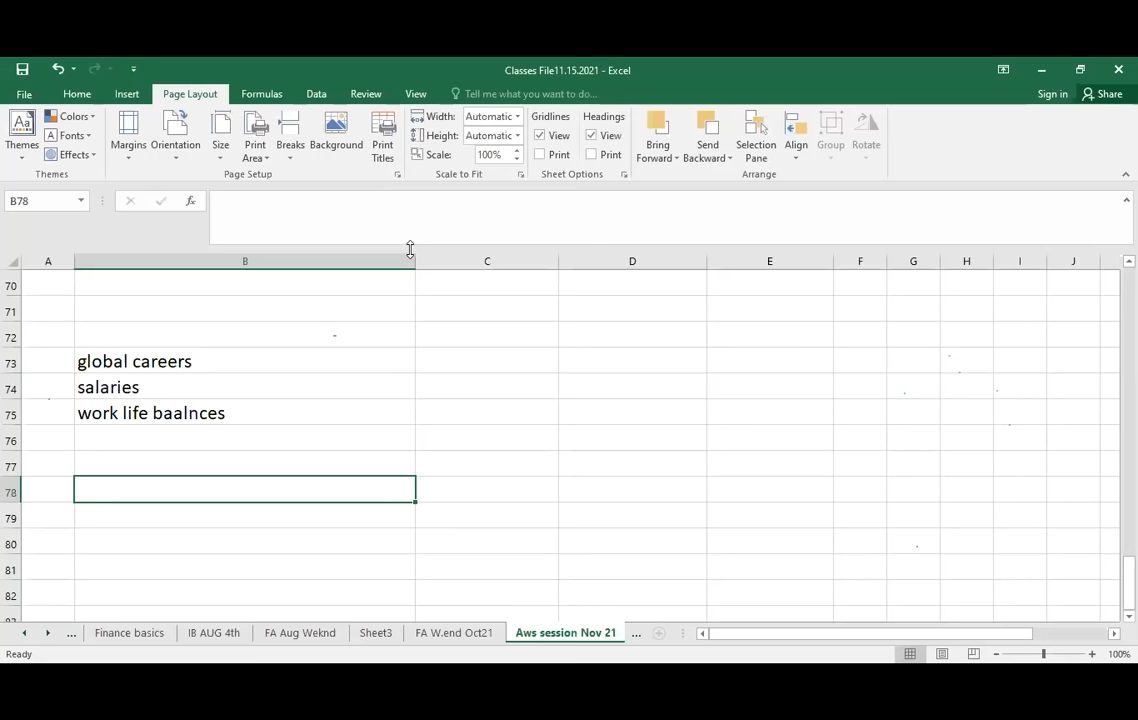 Classes File11.15.2021 - Excel
File Home Insert Page Layout Formulas Data Review View Tell me what you want to do... Sign in Share
Colors Width: Automatic Gridlines Headings
Fonts Height: Automatic View View
Themes Effects Margins Orientation Size Print Area Breaks Background Print Titles Scale: 100% Print Print Bring Forward Send Backward Selection Pane Align Group Rotate
Themes Page Setup Scale to Fit Sheet Options Arrange
B78 fx
A B C D E F G H I J
70
71
72
73 global careers
74 salaries
75 work life baalnces
76
77
78
79
80
81
82
83
... Finance basics IB AUG 4th FA Aug Weknd Sheet3 FA W.end Oct21 Aws session Nov 21 ...
Ready 100%